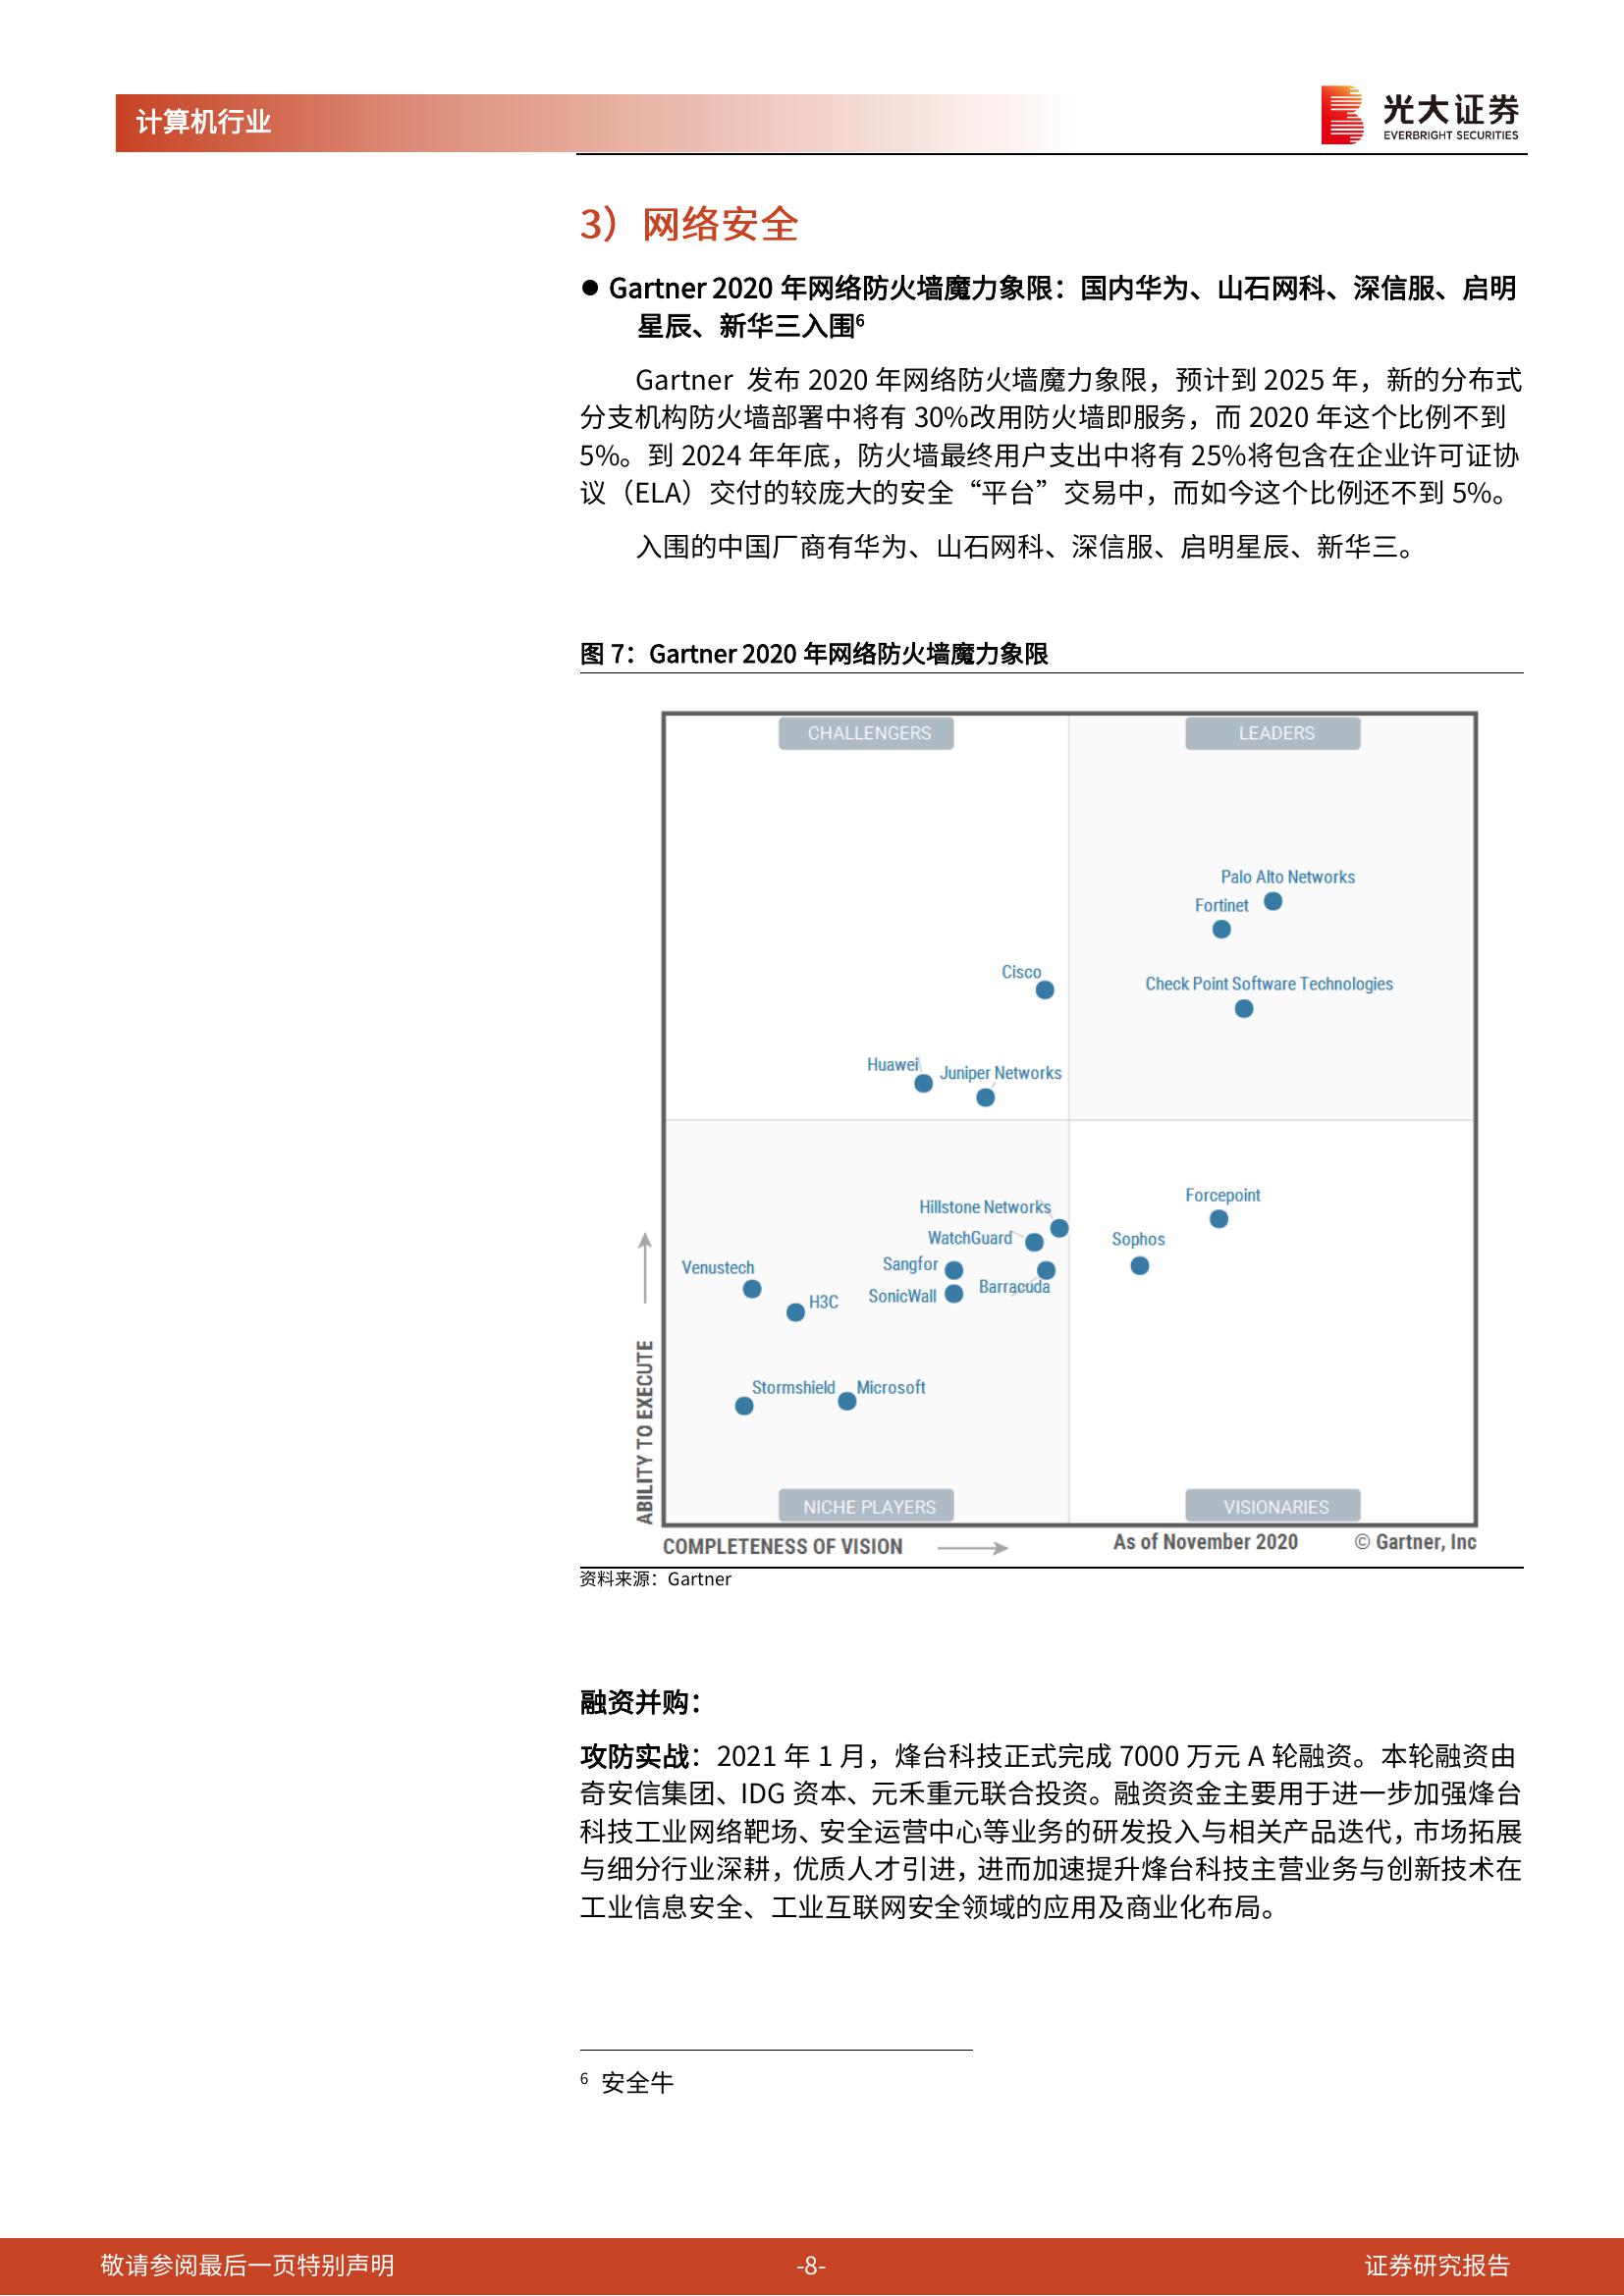 计算机行业
光大证券
EVERBRIGHT SECURITIES
3）网络安全
● Gartner 2020 年网络防火墙魔力象限：国内华为、山石网科、深信服、启明
星辰、新华三入围6
Gartner 发布 2020 年网络防火墙魔力象限，预计到 2025 年，新的分布式
分支机构防火墙部署中将有 30%改用防火墙即服务，而 2020 年这个比例不到
5%。到 2024 年年底，防火墙最终用户支出中将有 25%将包含在企业许可证协
议（ELA）交付的较庞大的安全“平台”交易中，而如今这个比例还不到 5%。
入围的中国厂商有华为、山石网科、深信服、启明星辰、新华三。
图 7：Gartner 2020 年网络防火墙魔力象限
CHALLENGERS
LEADERS
Palo Alto Networks
Fortinet
Cisco
Check Point Software Technologies
Huawei
Juniper Networks
Forcepoint
Hillstone Networks
WatchGuard
Sophos
Sangfor
Venustech
Barracuda
SonicWall
H3C
Stormshield
Microsoft
ABILITY TO EXECUTE
NICHE PLAYERS
VISIONARIES
COMPLETENESS OF VISION
As of November 2020
© Gartner, Inc
资料来源：Gartner
融资并购：
攻防实战：2021 年 1 月，烽台科技正式完成 7000 万元 A 轮融资。本轮融资由
奇安信集团、IDG 资本、元禾重元联合投资。融资资金主要用于进一步加强烽台
科技工业网络靶场、安全运营中心等业务的研发投入与相关产品迭代，市场拓展
与细分行业深耕，优质人才引进，进而加速提升烽台科技主营业务与创新技术在
工业信息安全、工业互联网安全领域的应用及商业化布局。
6 安全牛
敬请参阅最后一页特别声明
-8-
证券研究报告